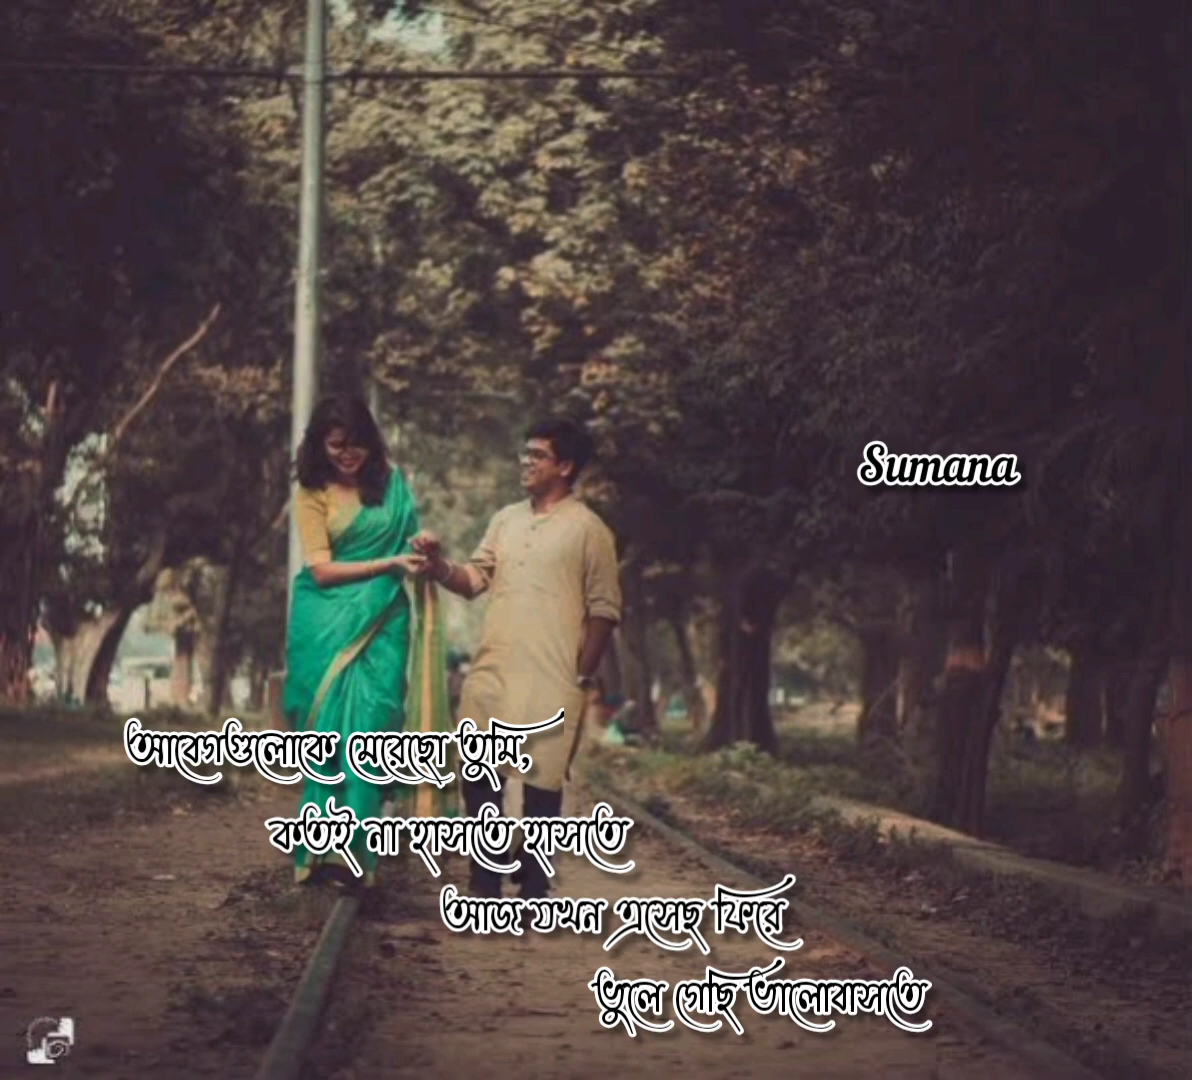 Sumana
আবেগগুলোকে মেরেছো তুমি,
কতই না হাসতে হাসতে
আজ যখন এসেছ ফিরে
ভুলে গেছি ভালোবাসতে